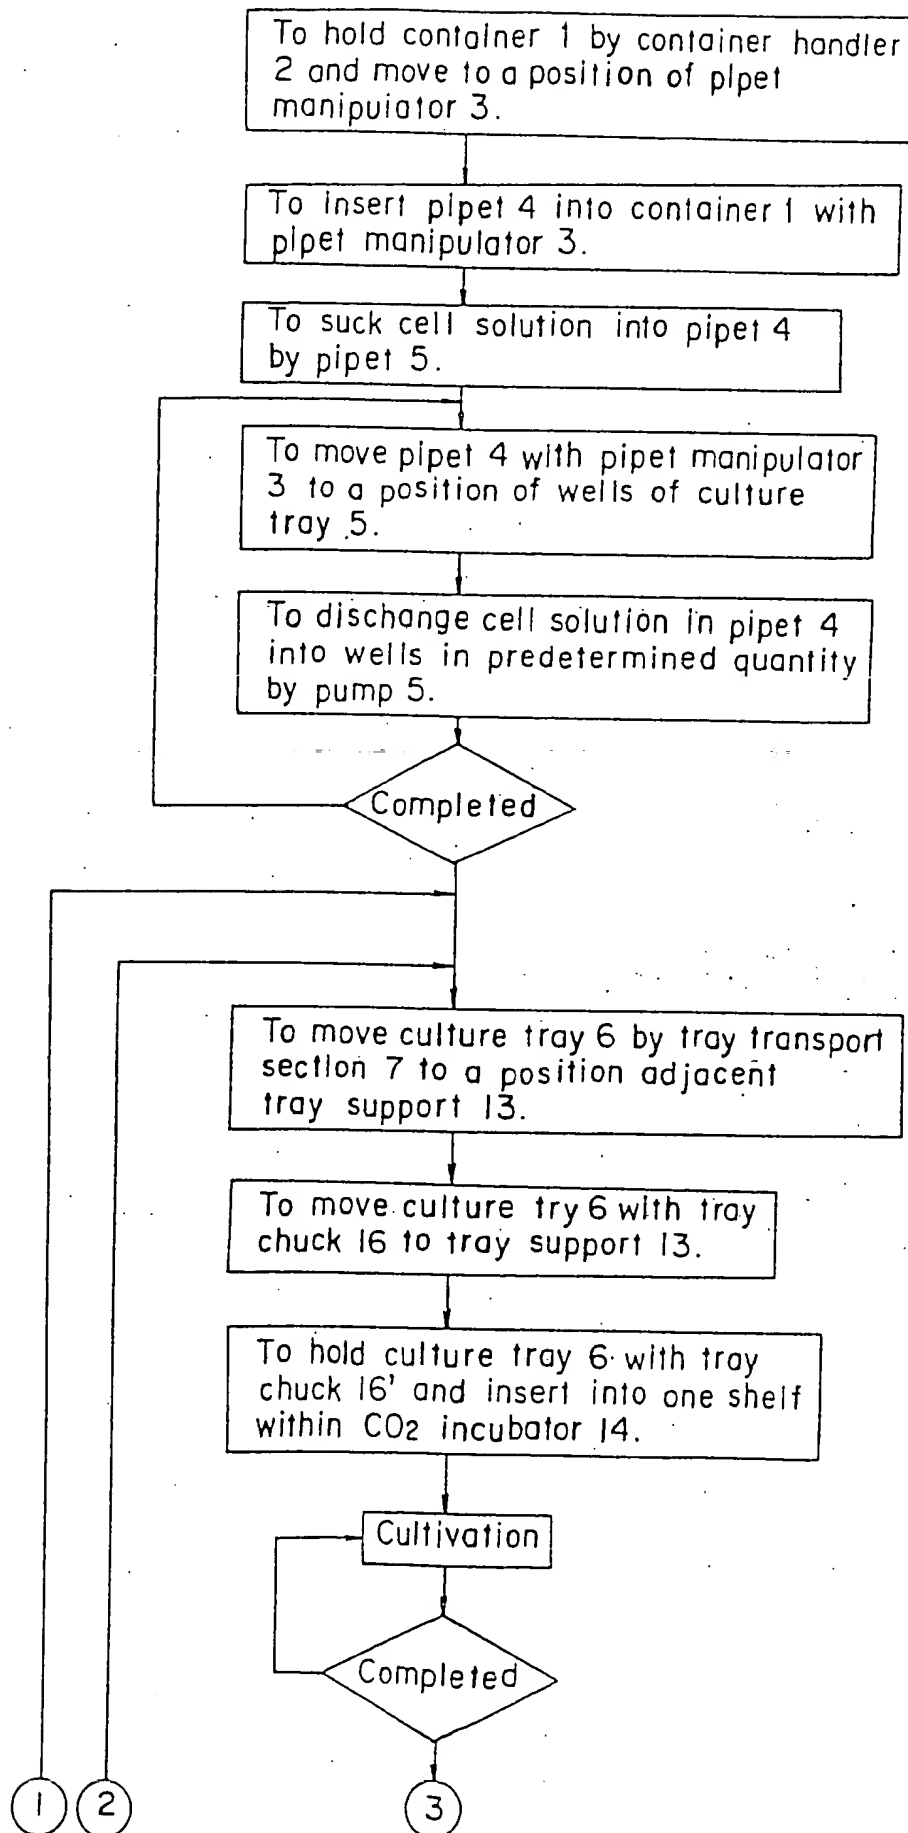 To hold container 1 by container handler
2 and move to a position of pipet
manipulator 3.
To insert pipet 4 into container 1 with
pipet manipulator 3.
To suck cell solution into pipet 4
by pipet 5.
To move pipet 4 with pipet manipulator
3 to a position of wells of culture
tray 5.
To dischange cell solution in pipet 4
into wells in predetermined quantity
by pump 5.
Completed
To move culture tray 6 by tray transport
section 7 to a position adjacent
tray support 13.
To move culture try 6 with tray
chuck 16 to tray support 13.
To hold culture tray 6 with tray
chuck 16' and insert into one shelf
within CO2 incubator 14.
Cultivation
Completed
1 2 3